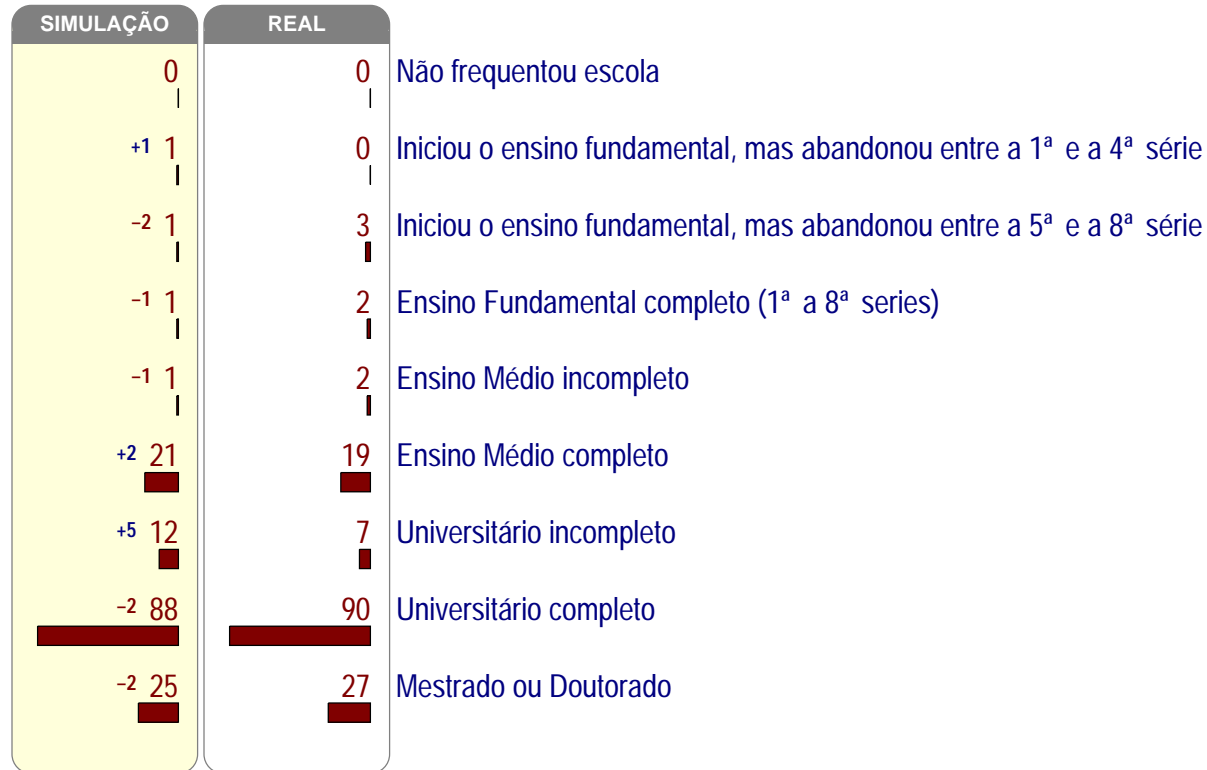 SIMULAÇÃO REAL
0 0 Não frequentou escola
+1 1 0 Iniciou o ensino fundamental, mas abandonou entre a 1ª e a 4ª série
−2 1 3 Iniciou o ensino fundamental, mas abandonou entre a 5ª e a 8ª série
−1 1 2 Ensino Fundamental completo (1ª a 8ª series)
−1 1 2 Ensino Médio incompleto
+2 21 19 Ensino Médio completo
+5 12 7 Universitário incompleto
−2 88 90 Universitário completo
−2 25 27 Mestrado ou Doutorado